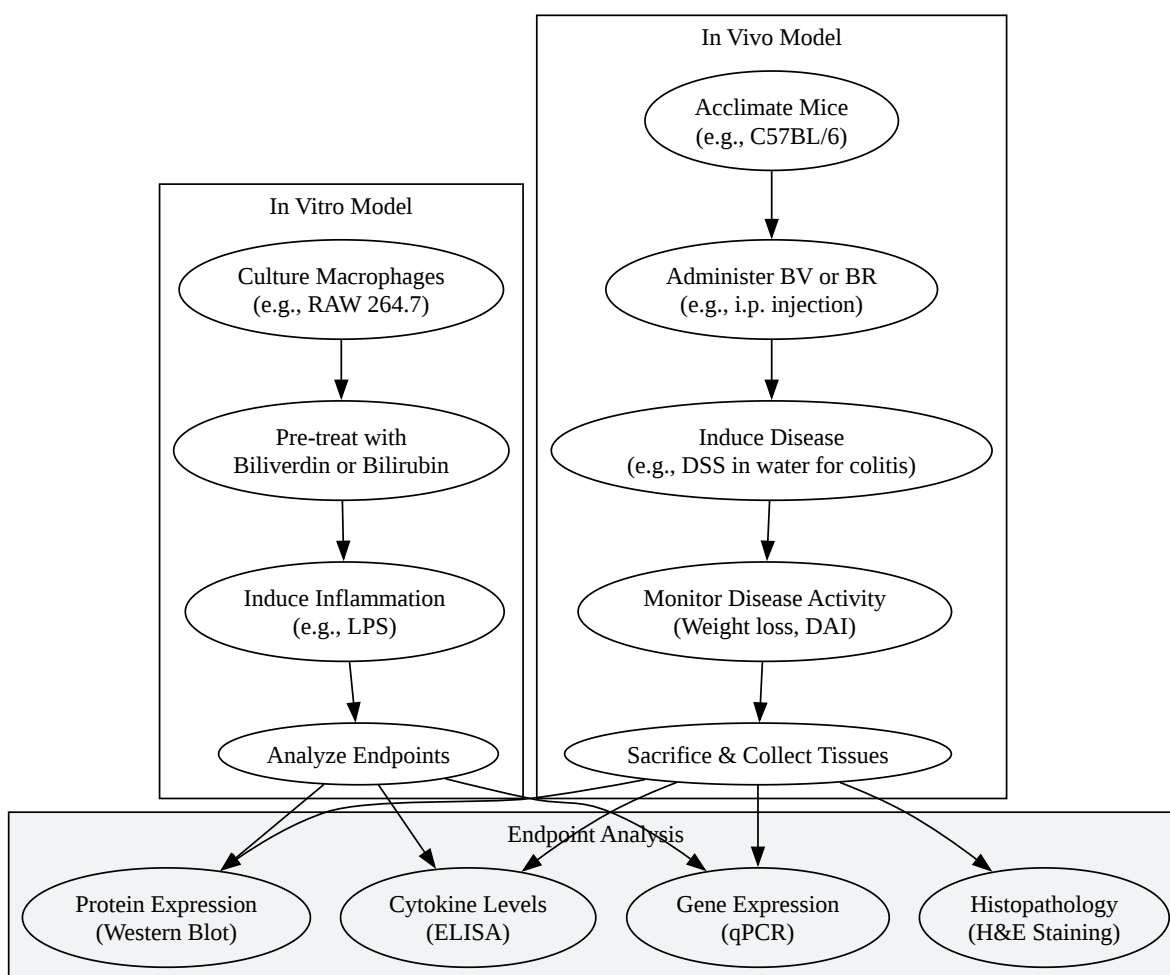 In Vivo Model
Acclimate Mice
(e.g., C57BL/6)
In Vitro Model
Culture Macrophages
(e.g., RAW 264.7)
Administer BV or BR
(e.g., i.p. injection)
Pre-treat with
Biliverdin or Bilirubin
Induce Disease
(e.g., DSS in water for colitis)
Induce Inflammation
(e.g., LPS)
Monitor Disease Activity
(Weight loss, DAI)
Analyze Endpoints
Sacrifice & Collect Tissues
Endpoint Analysis
Protein Expression
(Western Blot)
Cytokine Levels
(ELISA)
Gene Expression
(qPCR)
Histopathology
(H&E Staining)